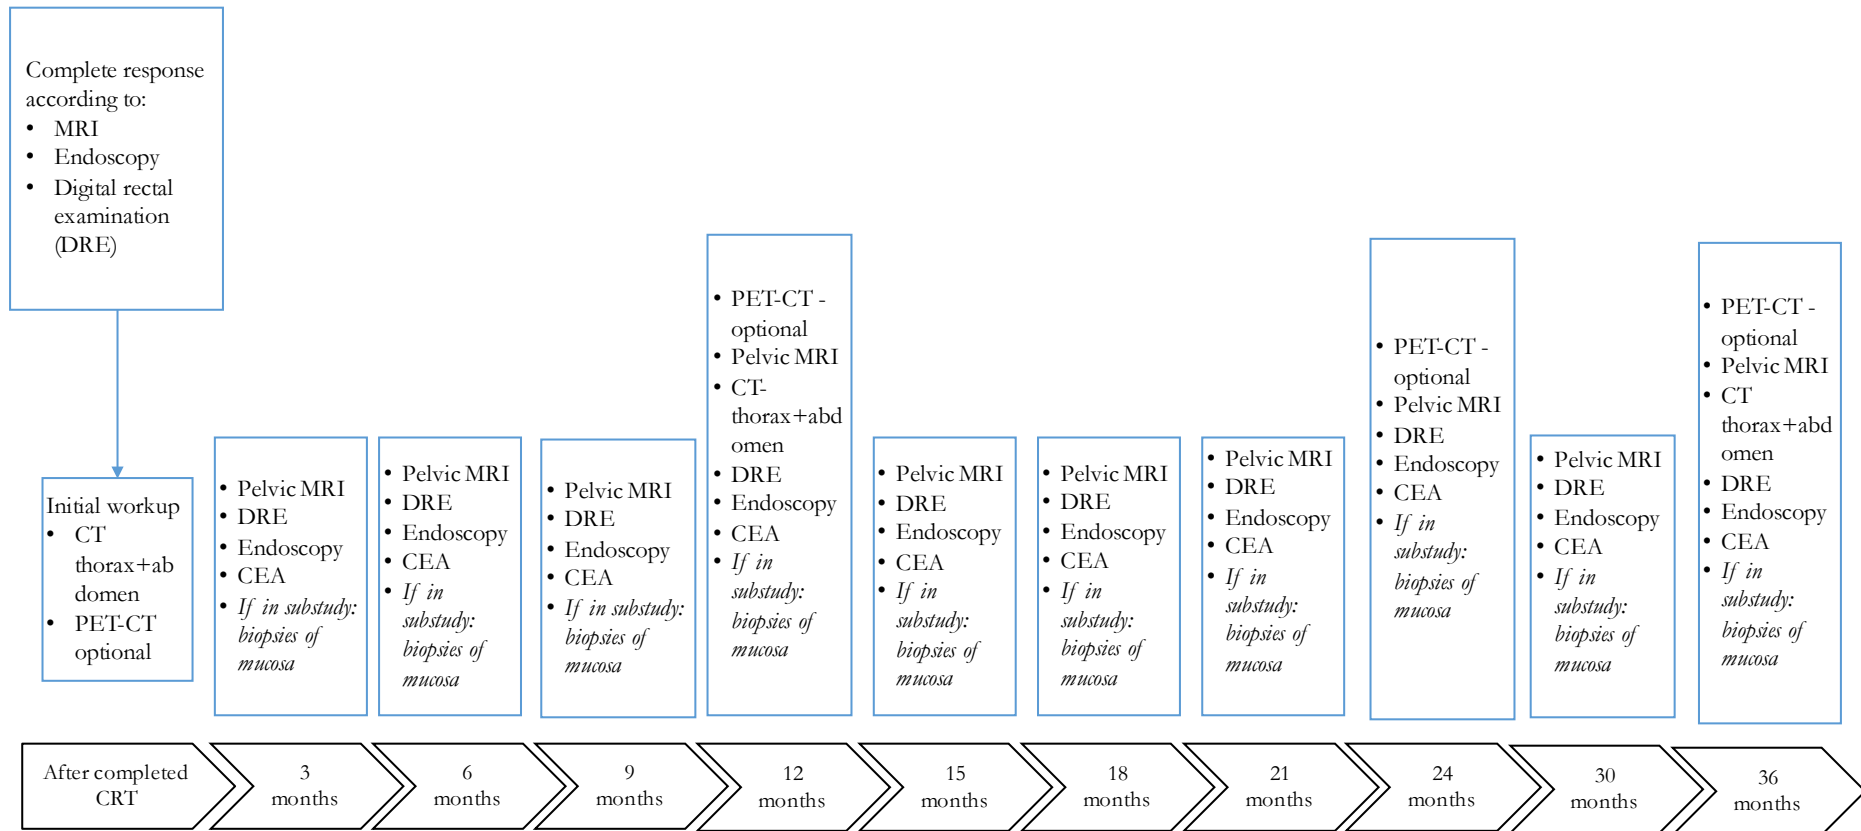 Complete response
according to:
• MRI
• Endoscopy
• Digital rectal
examination
(DRE)
Initial workup
• CT
thorax+ab
domen
• PET-CT
optional
• Pelvic MRI
• DRE
• Endoscopy
• CEA
• If in substudy:
biopsies of
mucosa
• Pelvic MRI
• DRE
• Endoscopy
• CEA
• If in
substudy:
biopsies of
mucosa
• Pelvic MRI
• DRE
• Endoscopy
• CEA
• If in substudy:
biopsies of
mucosa
• PET-CT -
optional
• Pelvic MRI
• CT-
thorax+abd
omen
• DRE
• Endoscopy
• CEA
• If in
substudy:
biopsies of
mucosa
• Pelvic MRI
• DRE
• Endoscopy
• CEA
• If in
substudy:
biopsies of
mucosa
• Pelvic MRI
• DRE
• Endoscopy
• CEA
• If in
substudy:
biopsies of
mucosa
• Pelvic MRI
• DRE
• Endoscopy
• CEA
• If in
substudy:
biopsies of
mucosa
• PET-CT -
optional
• Pelvic MRI
• DRE
• Endoscopy
• CEA
• If in
substudy:
biopsies of
mucosa
• Pelvic MRI
• DRE
• Endoscopy
• CEA
• If in
substudy:
biopsies of
mucosa
• PET-CT -
optional
• Pelvic MRI
• CT
thorax+abd
omen
• DRE
• Endoscopy
• CEA
• If in
substudy:
biopsies of
mucosa
After completed
CRT
3
months
6
months
9
months
12
months
15
months
18
months
21
months
24
months
30
months
36
months